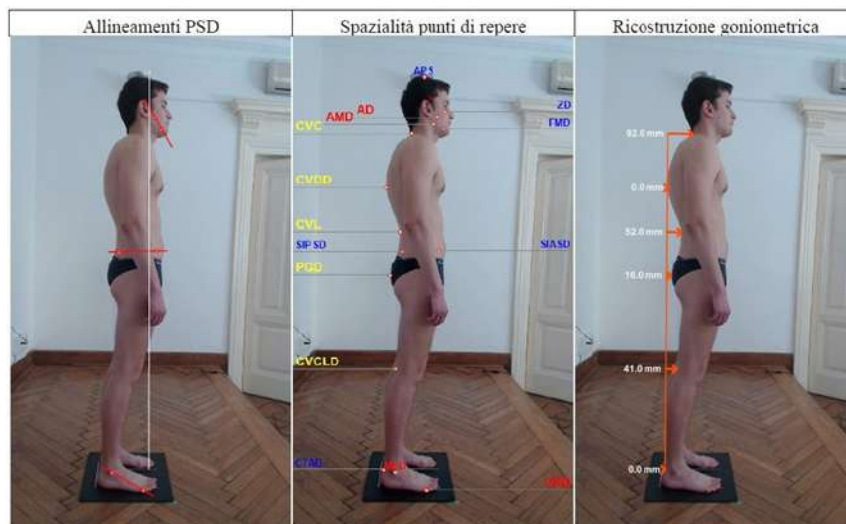 Allineamenti PSD
Spazialità punti di repere
Ricostruzione goniometrica
AP5
ZD
AD
AMD
FMD
CVC
CVDD
CVL
SIPSD
SIASD
PGD
CVCLD
CTAD
92.0 mm
0.0 mm
52.0 mm
16.0 mm
41.0 mm
0.0 mm